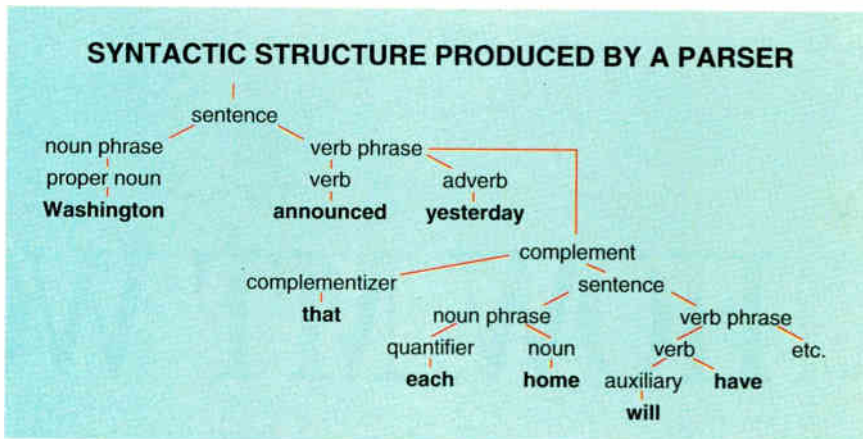 SYNTACTIC STRUCTURE PRODUCED BY A PARSER
sentence
noun phrase verb phrase
proper noun verb adverb
Washington announced yesterday
complement
complementizer sentence
that noun phrase verb phrase
quantifier noun verb etc.
each home auxiliary have
will